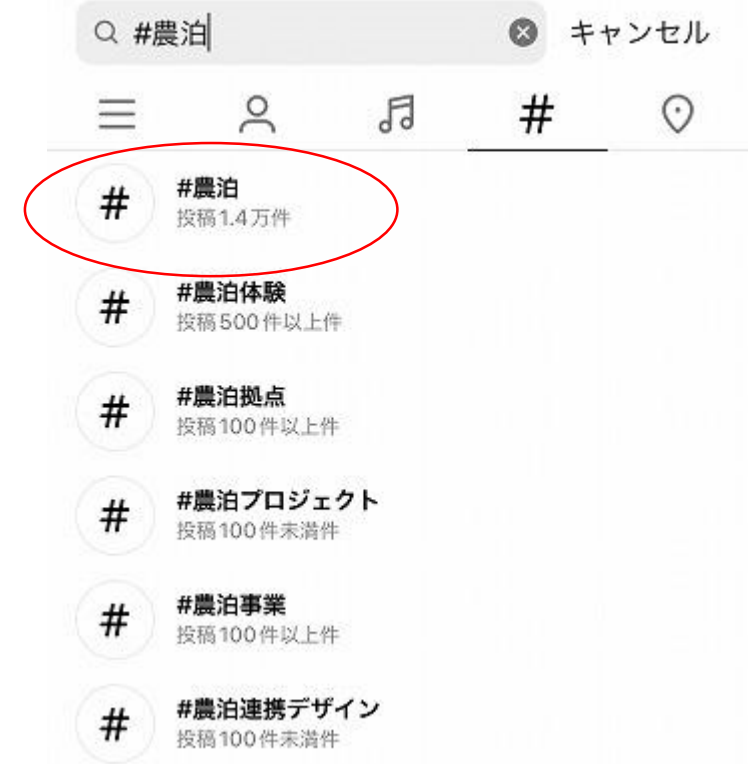 #農泊
キャンセル
#
# #農泊
投稿1.4万件
# #農泊体験
投稿500件以上件
# #農泊拠点
投稿100件以上件
# #農泊プロジェクト
投稿100件未満件
# #農泊事業
投稿100件以上件
# #農泊連携デザイン
投稿100件未満件